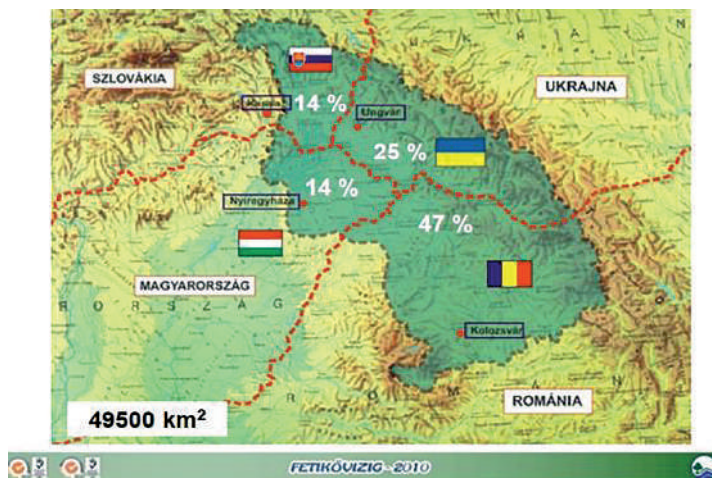 SZLOVÁKIA
UKRAJNA
14 %
Ungvár
25 %
14 %
Nyíregyháza
47 %
MAGYARORSZÁG
O R S Z Á G
Kolozsvár
ROMÁNIA
49500 km²
FETIKÖVIZIG - 2010